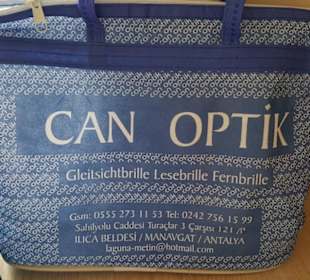 CAN OPTİK
Gleitsichtbrille Lesebrille Fernbrille
Gsm: 0555 273 11 53 Tel: 0242 756 15 99
Sahilyolu Caddesi Turaçlar 3 Çarşısı 121
ILICA BELDESİ / MANAVGAT / ANTALYA
laguna-metin@hotmail.com